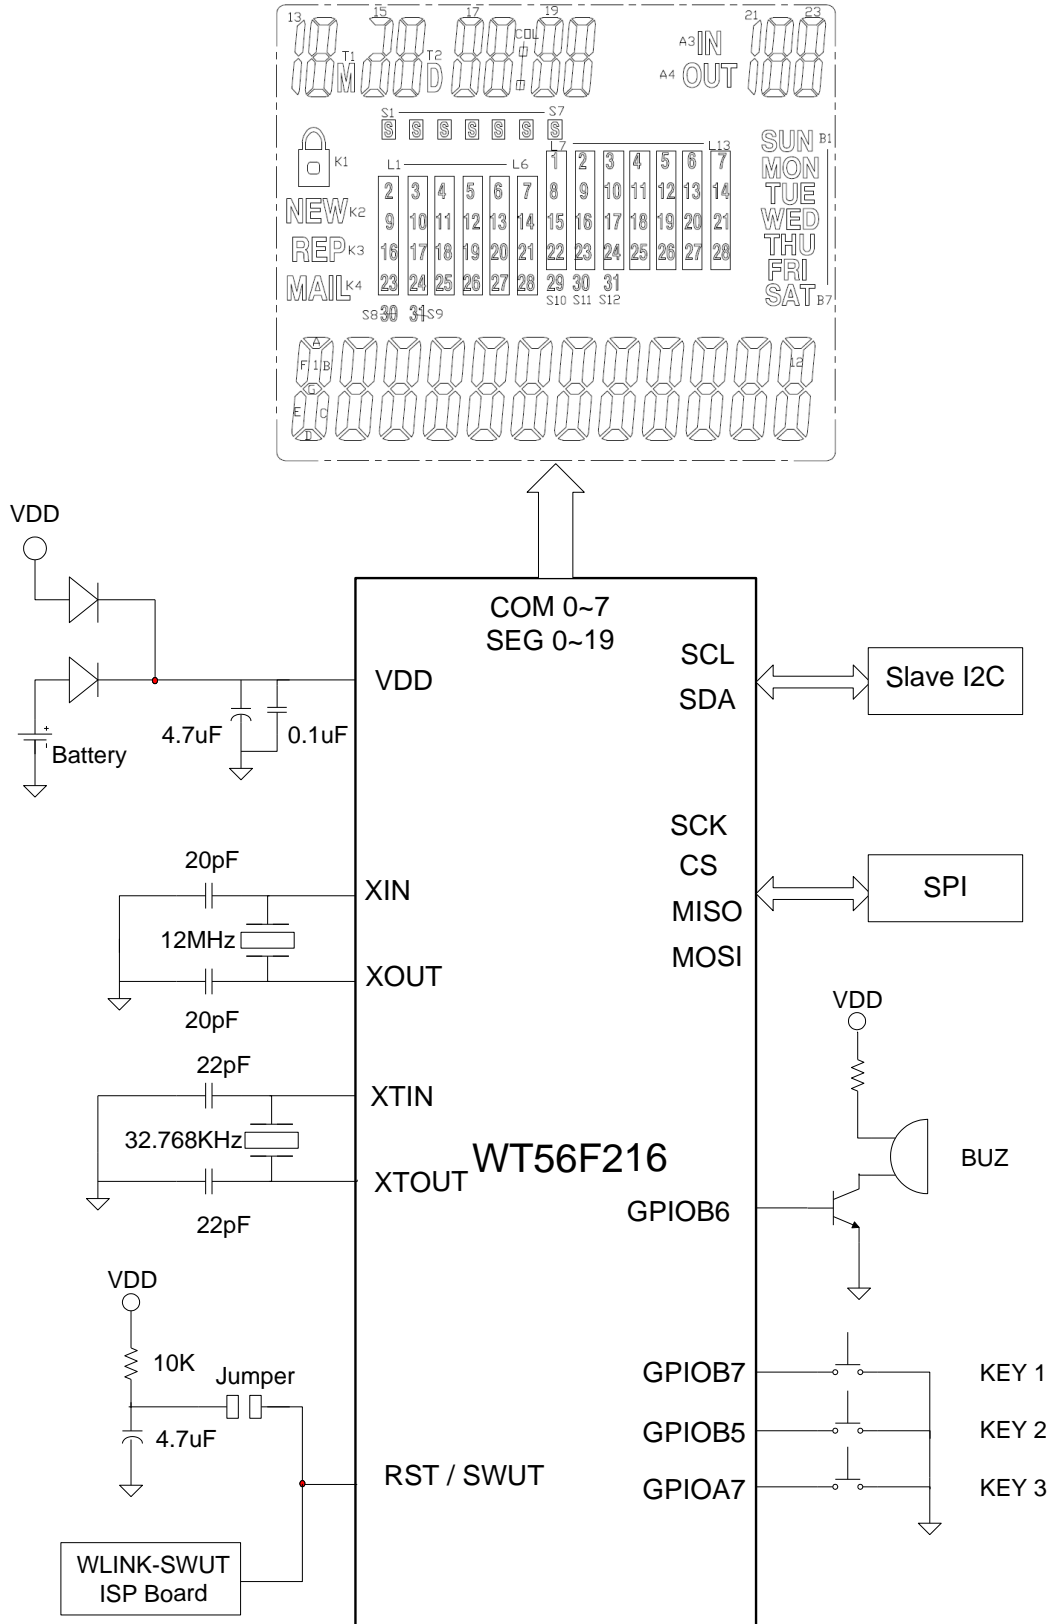 13 15 17 19 21 23
COL
T1 T2
M D
A3 IN
A4 OUT
S1 S7
S S S S S S S
K1
NEW K2
REP K3
MAIL K4
L1 L6
L7 L13
1 2 3 4 5 6 7
2 3 4 5 6 7 8 9 10 11 12 13 14
9 10 11 12 13 14 15 16 17 18 19 20 21
16 17 18 19 20 21 22 23 24 25 26 27 28
23 24 25 26 27 28 29 30 31
S10 S11 S12
S8 30 31 S9
SUN B1
MON
TUE
WED
THU
FRI
SAT B7
A
F 1 B
G
E C
D
12
VDD
COM 0~7
SEG 0~19
VDD
4.7uF
0.1uF
Battery
SCL
SDA
Slave I2C
20pF
XIN
12MHz
XOUT
20pF
SCK
CS
MISO
MOSI
SPI
22pF
XTIN
32.768KHz
XTOUT
22pF
WT56F216
VDD
BUZ
GPIOB6
VDD
10K
Jumper
4.7uF
RST / SWUT
WLINK-SWUT
ISP Board
GPIOB7
KEY 1
GPIOB5
KEY 2
GPIOA7
KEY 3